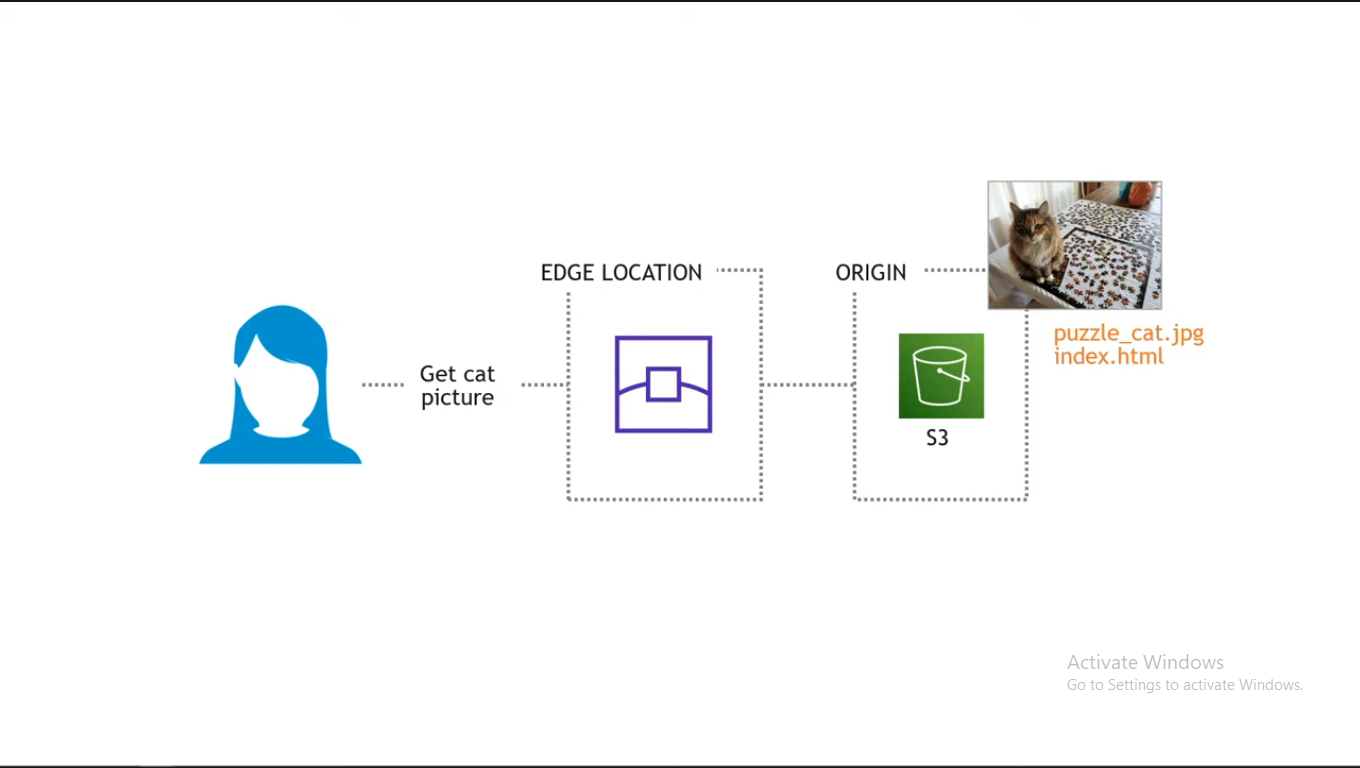 EDGE LOCATION
ORIGIN
Get cat
picture
S3
puzzle_cat.jpg
index.html
Activate Windows
Go to Settings to activate Windows.